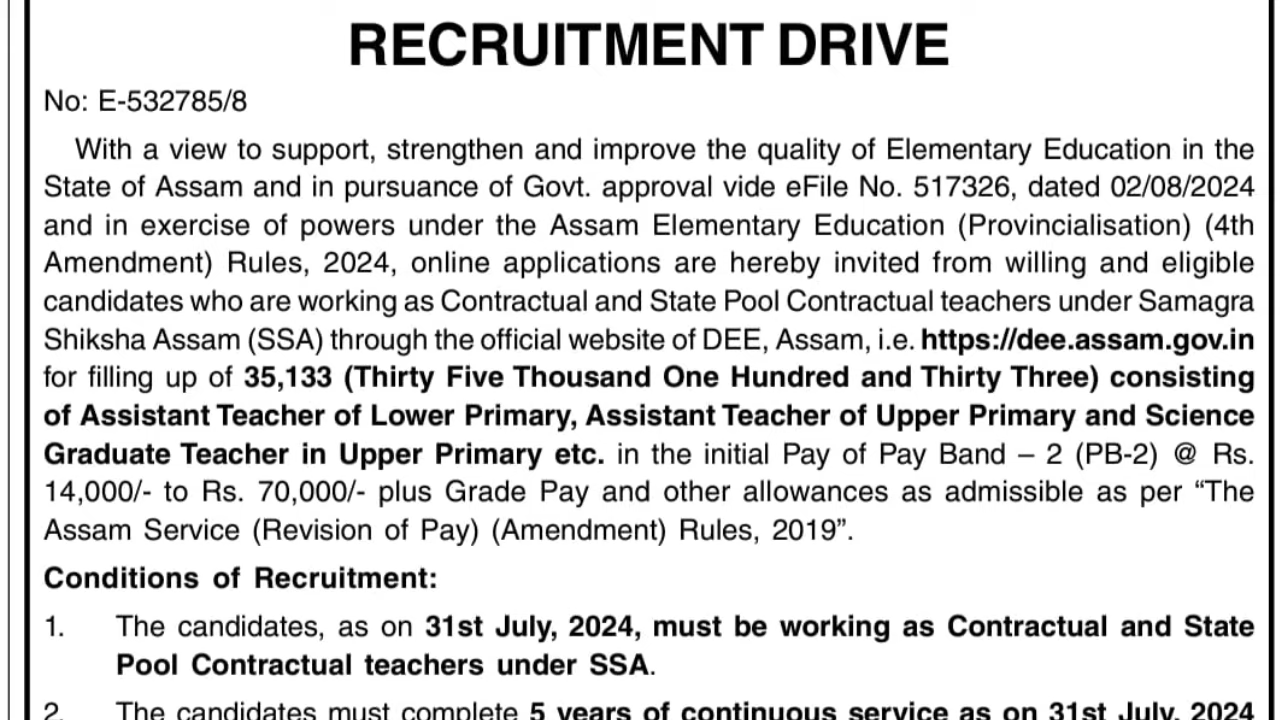 RECRUITMENT DRIVE
No: E-532785/8
With a view to support, strengthen and improve the quality of Elementary Education in the
State of Assam and in pursuance of Govt. approval vide eFile No. 517326, dated 02/08/2024
and in exercise of powers under the Assam Elementary Education (Provincialisation) (4th
Amendment) Rules, 2024, online applications are hereby invited from willing and eligible
candidates who are working as Contractual and State Pool Contractual teachers under Samagra
Shiksha Assam (SSA) through the official website of DEE, Assam, i.e. https://dee.assam.gov.in
for filling up of 35,133 (Thirty Five Thousand One Hundred and Thirty Three) consisting
of Assistant Teacher of Lower Primary, Assistant Teacher of Upper Primary and Science
Graduate Teacher in Upper Primary etc. in the initial Pay of Pay Band – 2 (PB-2) @ Rs.
14,000/- to Rs. 70,000/- plus Grade Pay and other allowances as admissible as per “The
Assam Service (Revision of Pay) (Amendment) Rules, 2019”.
Conditions of Recruitment:
1. The candidates, as on 31st July, 2024, must be working as Contractual and State
Pool Contractual teachers under SSA.
2. The candidates must complete 5 years of continuous service as on 31st July, 2024